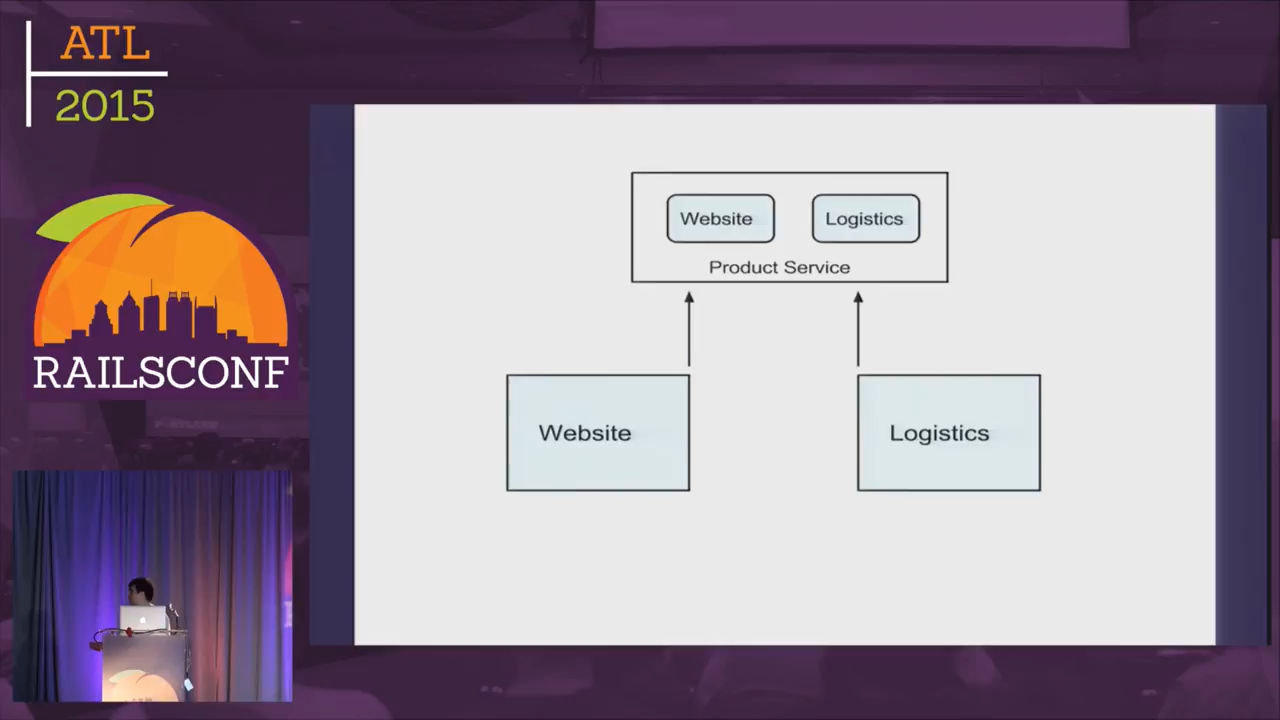 ATL
2015
RAILSCONF
Website
Logistics
Product Service
Website
Logistics